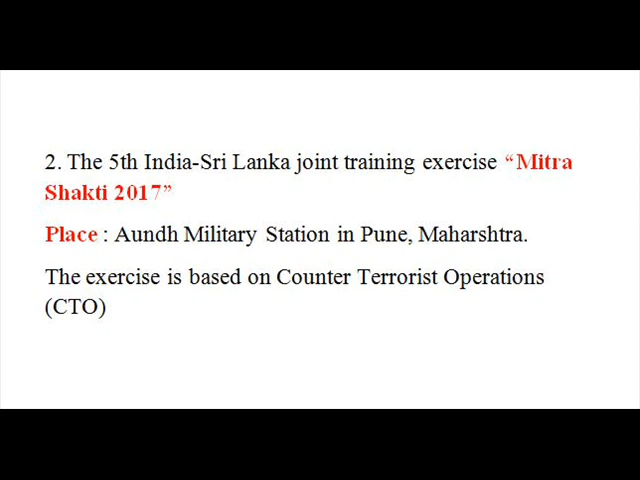 2. The 5th India-Sri Lanka joint training exercise “Mitra
Shakti 2017”
Place : Aundh Military Station in Pune, Maharshtra.
The exercise is based on Counter Terrorist Operations
(CTO)